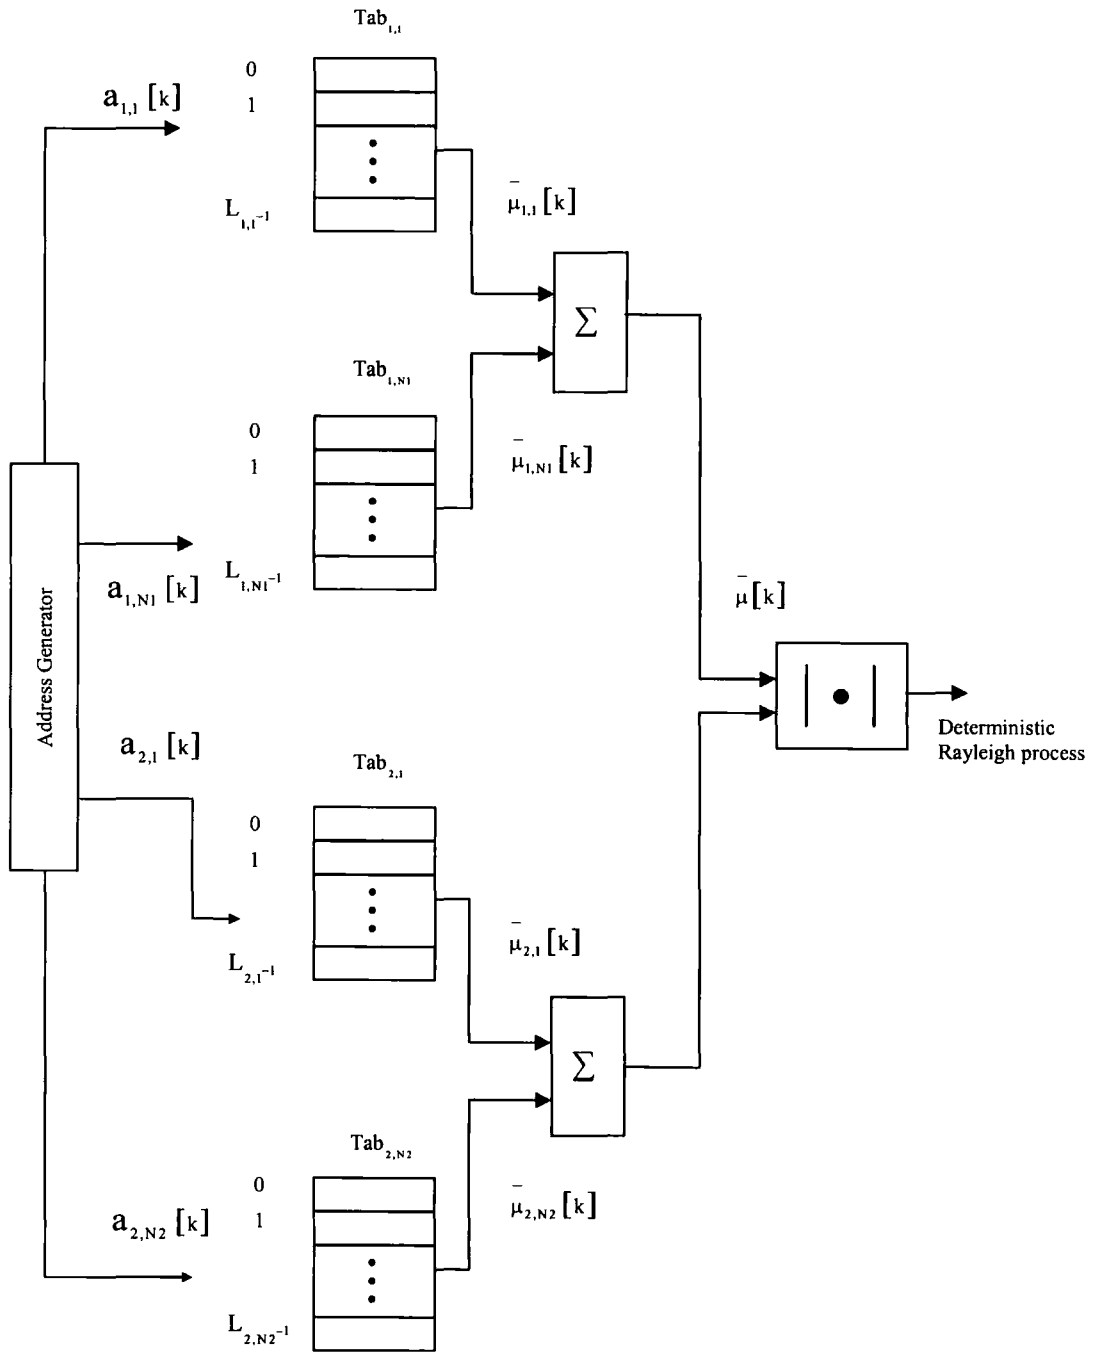 Tab₁,₁
0
a₁,₁ [k]
1
L₁,₁₋₁
μ̄₁,₁[k]
Σ
Tab₁,N1
0
μ̄₁,N1[k]
1
L₁,N1⁻¹
a₁,N1 [k]
μ̄[k]
| ● |
Address Generator
Deterministic
Rayleigh process
a₂,₁ [k]
Tab₂,₁
0
1
μ̄₂,₁[k]
L₂,₁⁻¹
Σ
Tab₂,N2
0
μ̄₂,N2[k]
a₂,N2 [k]
1
L₂,N2⁻¹